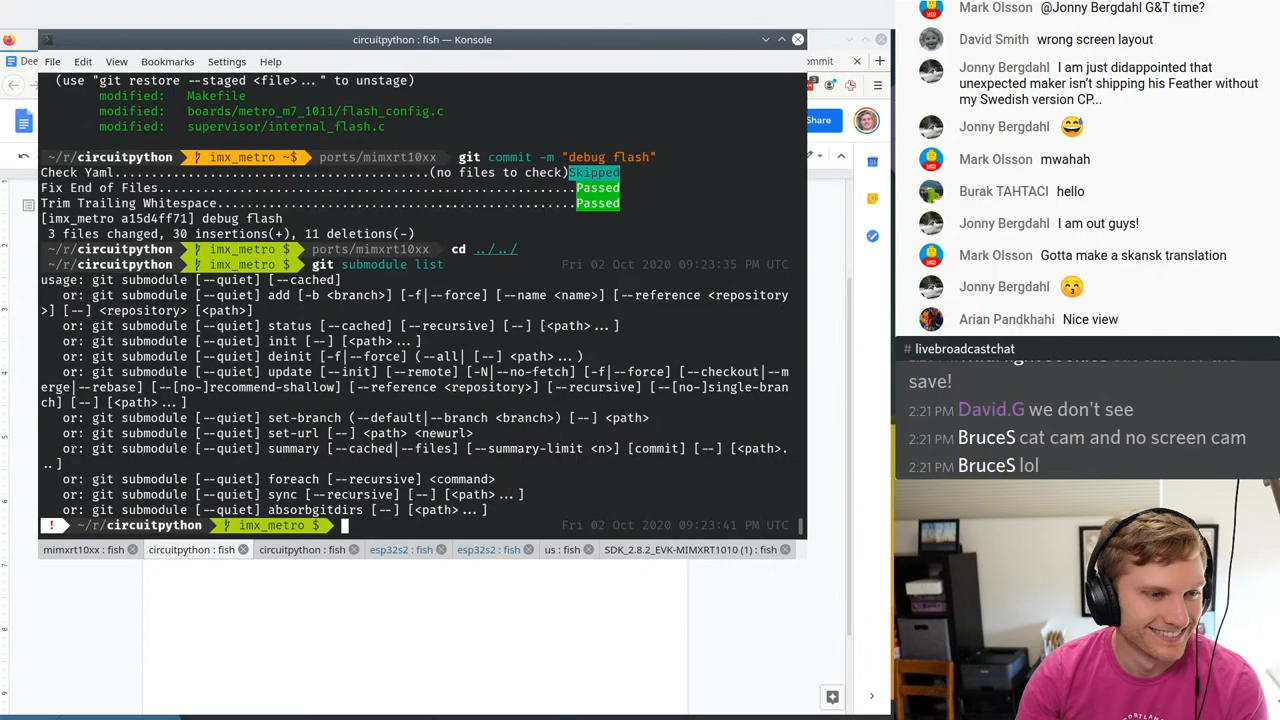 circuitpython : fish — Konsole
File Edit View Bookmarks Settings Help
(use "git restore --staged <file>..." to unstage)
modified: Makefile
modified: boards/metro_m7_1011/flash_config.c
modified: supervisor/internal_flash.c
~/r/circuitpython imx_metro ~$ ports/mimxrt10xx git commit -m "debug flash"
Check Yaml...........................................(no files to check)Skipped
Fix End of Files.........................................................Passed
Trim Trailing Whitespace.................................................Passed
[imx_metro a15d4ff71] debug flash
3 files changed, 30 insertions(+), 11 deletions(-)
~/r/circuitpython imx_metro $ ports/mimxrt10xx cd ../../
~/r/circuitpython imx_metro $ git submodule list Fri 02 Oct 2020 09:23:35 PM UTC
usage: git submodule [--quiet] [--cached]
or: git submodule [--quiet] add [-b <branch>] [-f|--force] [--name <name>] [--reference <repository
>] [--] <repository> [<path>]
or: git submodule [--quiet] status [--cached] [--recursive] [--] [<path>...]
or: git submodule [--quiet] init [--] [<path>...]
or: git submodule [--quiet] deinit [-f|--force] (--all| [--] <path>...)
or: git submodule [--quiet] update [--init] [--remote] [-N|--no-fetch] [-f|--force] [--checkout|--m
erge|--rebase] [--[no-]recommend-shallow] [--reference <repository>] [--recursive] [--[no-]single-bran
ch] [--] [<path>...]
or: git submodule [--quiet] set-branch (--default|--branch <branch>) [--] <path>
or: git submodule [--quiet] set-url [--] <path> <newurl>
or: git submodule [--quiet] summary [--cached|--files] [--summary-limit <n>] [commit] [--] [<path>.
..]
or: git submodule [--quiet] foreach [--recursive] <command>
or: git submodule [--quiet] sync [--recursive] [--] [<path>...]
or: git submodule [--quiet] absorbgitdirs [--] [<path>...]
! ~/r/circuitpython imx_metro $ Fri 02 Oct 2020 09:23:41 PM UTC
mimxrt10xx : fish circuitpython : fish circuitpython : fish esp32s2 : fish esp32s2 : fish us : fish SDK_2.8.2_EVK-MIMXRT1010 (1) : fish
Dee
ommit
Share
Mark Olsson @Jonny Bergdahl G&T time?
David Smith wrong screen layout
Jonny Bergdahl I am just didappointed that
unexpected maker isn't shipping his Feather without
my Swedish version CP...
Jonny Bergdahl 😅
Mark Olsson mwahah
Burak TAHTACI hello
Jonny Bergdahl I am out guys!
Mark Olsson Gotta make a skansk translation
Jonny Bergdahl 😚
Arian Pandkhahi Nice view
# livebroadcastchat
save!
2:21 PM David.G we don't see
2:21 PM BruceS cat cam and no screen cam
2:21 PM BruceS lol